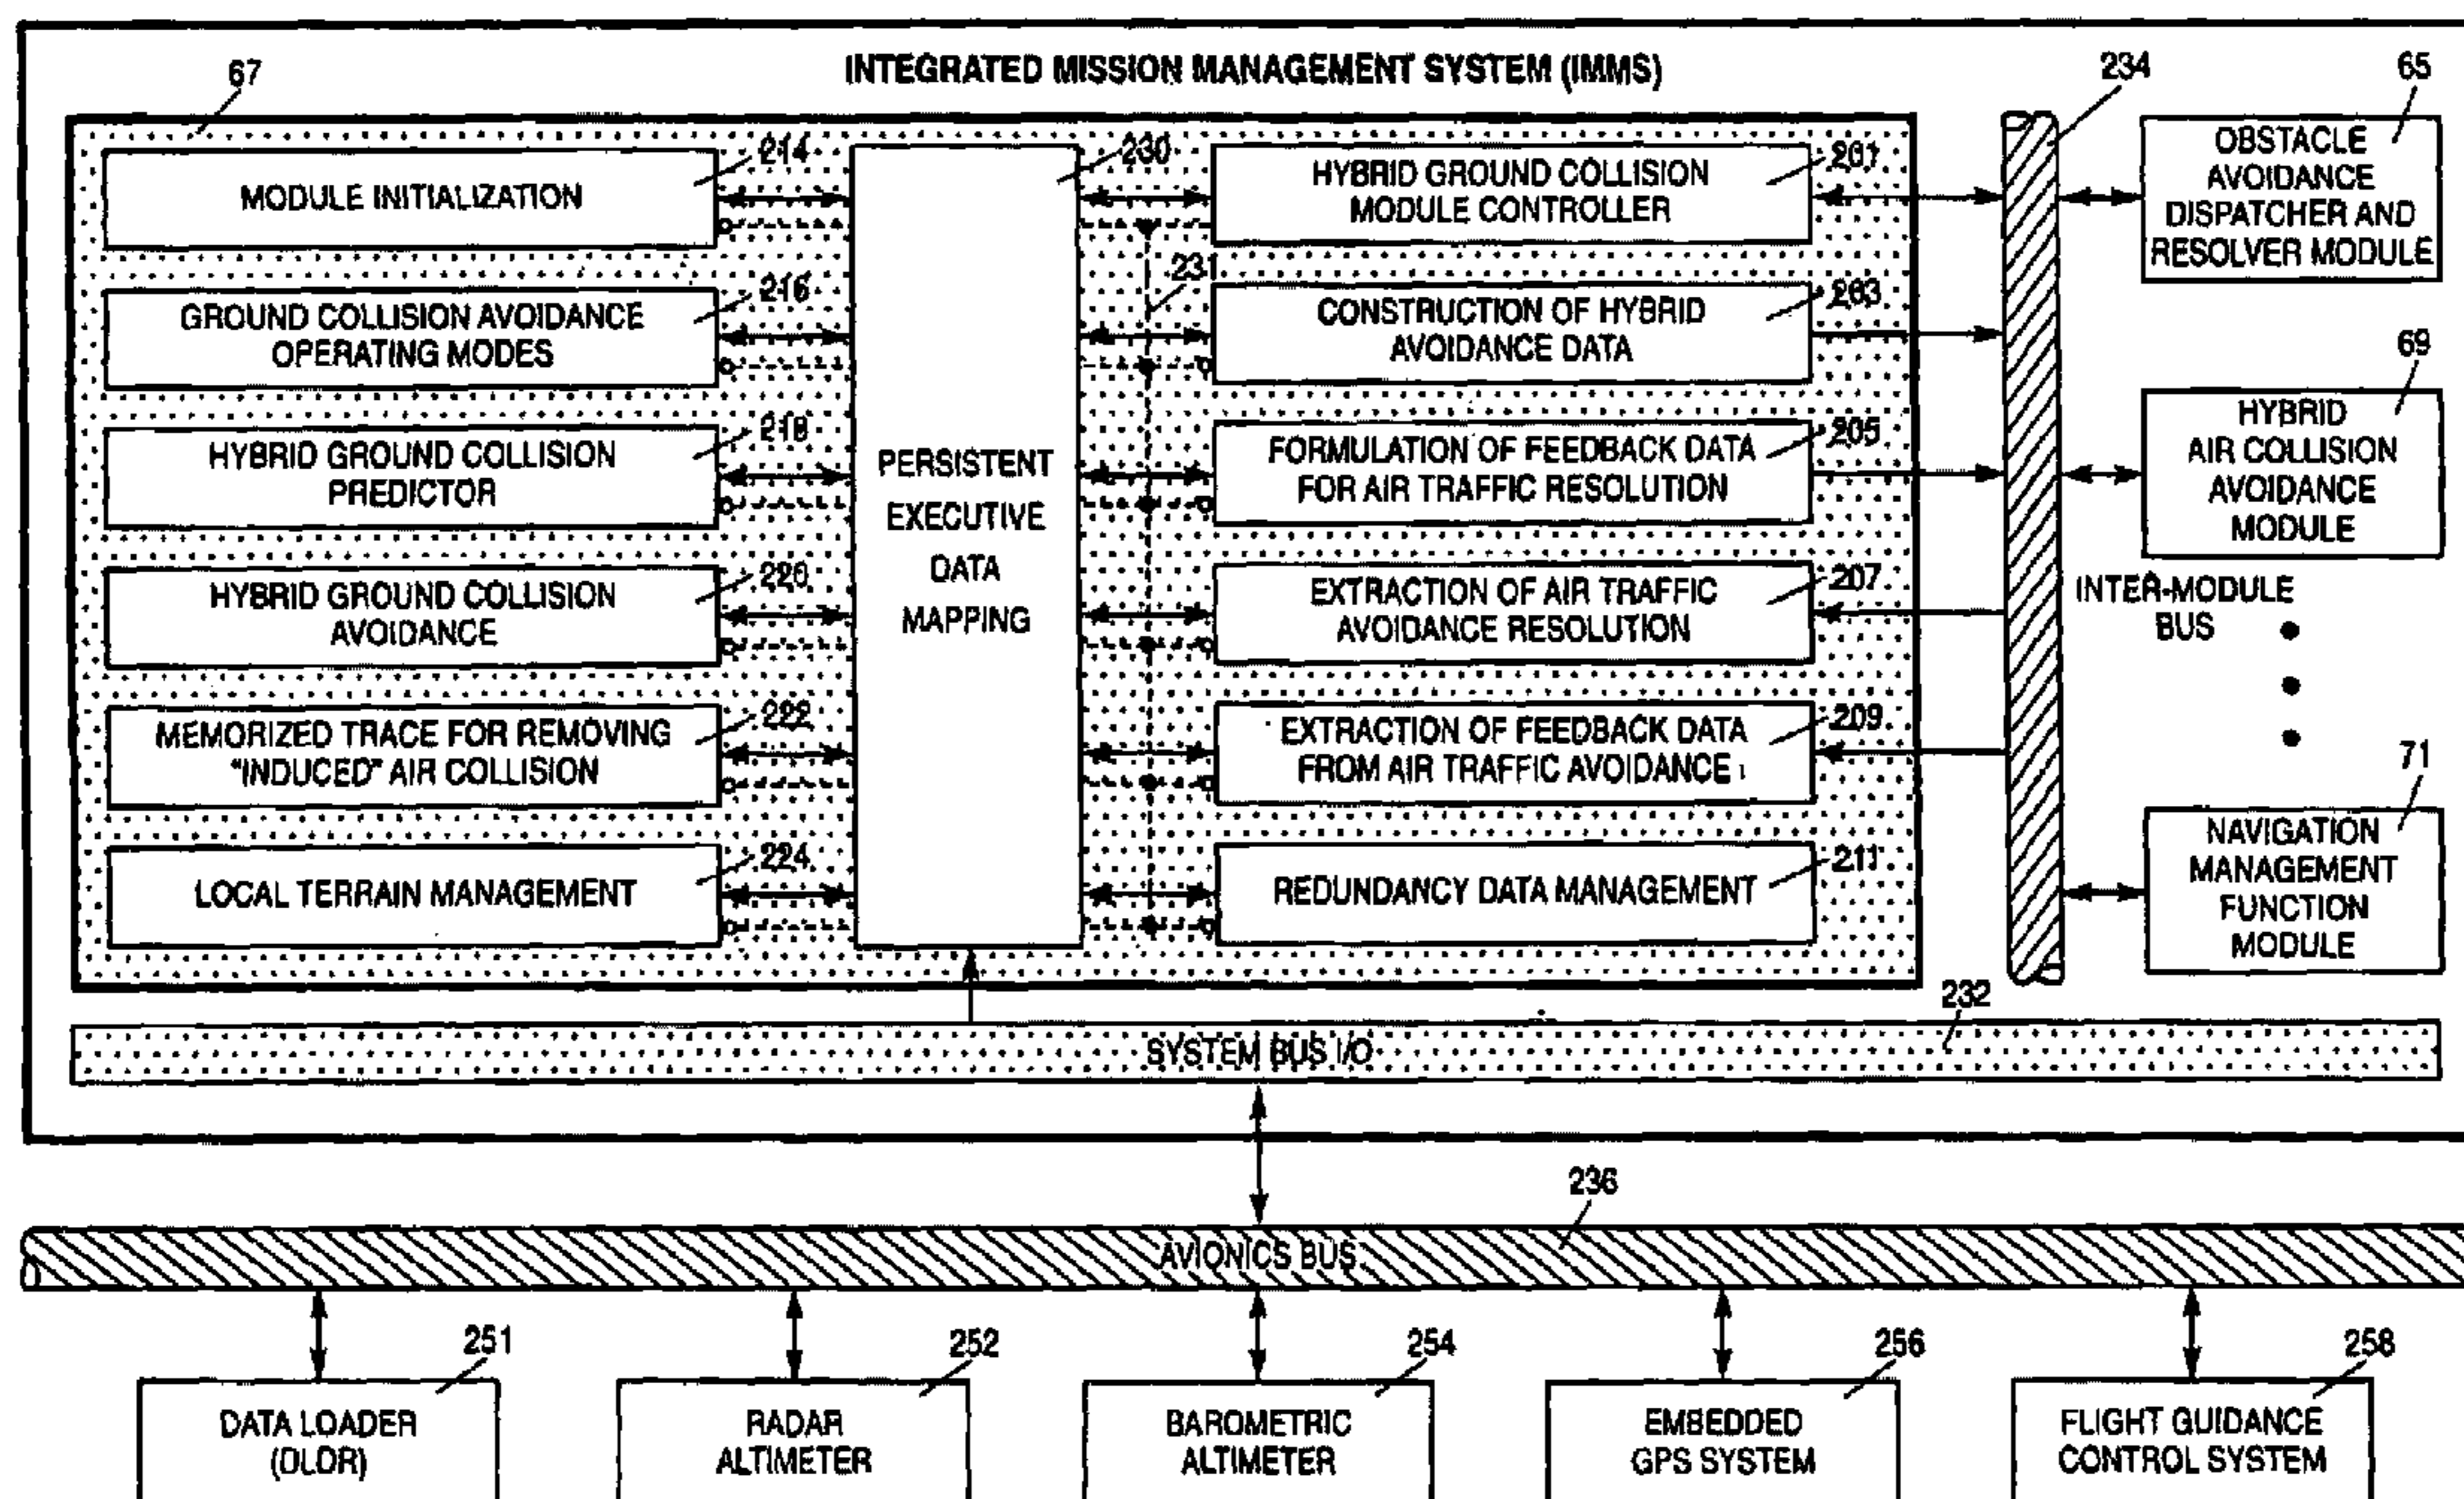 INTEGRATED MISSION MANAGEMENT SYSTEM (IMMS)
67
234
65
214
MODULE INITIALIZATION
230
201
HYBRID GROUND COLLISION
MODULE CONTROLLER
OBSTACLE
AVOIDANCE
DISPATCHER AND
RESOLVER MODULE
231
216
GROUND COLLISION AVOIDANCE
OPERATING MODES
203
CONSTRUCTION OF HYBRID
AVOIDANCE DATA
69
218
HYBRID GROUND COLLISION
PREDICTOR
PERSISTENT
EXECUTIVE
DATA
MAPPING
205
FORMULATION OF FEEDBACK DATA
FOR AIR TRAFFIC RESOLUTION
HYBRID
AIR COLLISION
AVOIDANCE
MODULE
220
HYBRID GROUND COLLISION
AVOIDANCE
207
EXTRACTION OF AIR TRAFFIC
AVOIDANCE RESOLUTION
INTER-MODULE
BUS
222
MEMORIZED TRACE FOR REMOVING
"INDUCED" AIR COLLISION
209
EXTRACTION OF FEEDBACK DATA
FROM AIR TRAFFIC AVOIDANCE
71
224
LOCAL TERRAIN MANAGEMENT
211
REDUNDANCY DATA MANAGEMENT
NAVIGATION
MANAGEMENT
FUNCTION
MODULE
232
SYSTEM BUS I/O
236
AVIONICS BUS
251
252
254
256
258
DATA LOADER
(DLDR)
RADAR
ALTIMETER
BAROMETRIC
ALTIMETER
EMBEDDED
GPS SYSTEM
FLIGHT GUIDANCE
CONTROL SYSTEM